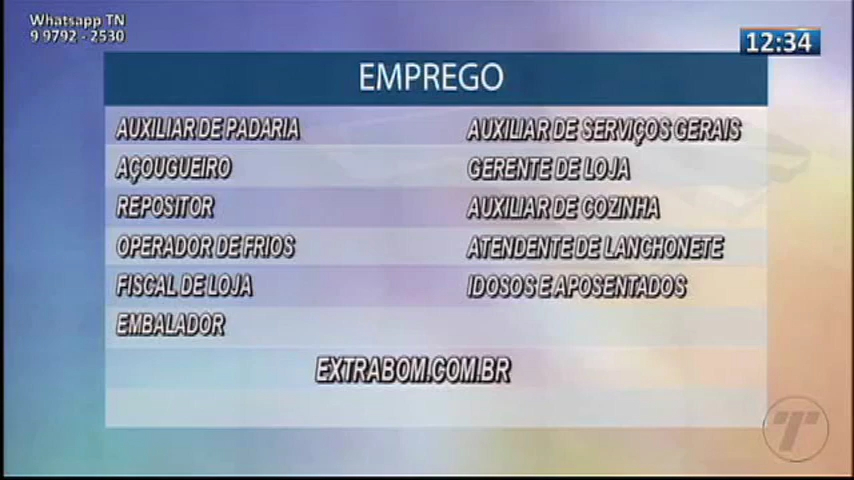 Whatsapp TN
9 9792 - 2530
12:34
EMPREGO
AUXILIAR DE PADARIA
AÇOUGUEIRO
REPOSITOR
OPERADOR DE FRIOS
FISCAL DE LOJA
EMBALADOR
AUXILIAR DE SERVIÇOS GERAIS
GERENTE DE LOJA
AUXILIAR DE COZINHA
ATENDENTE DE LANCHONETE
IDOSOS E APOSENTADOS
EXTRABOM.COM.BR
T